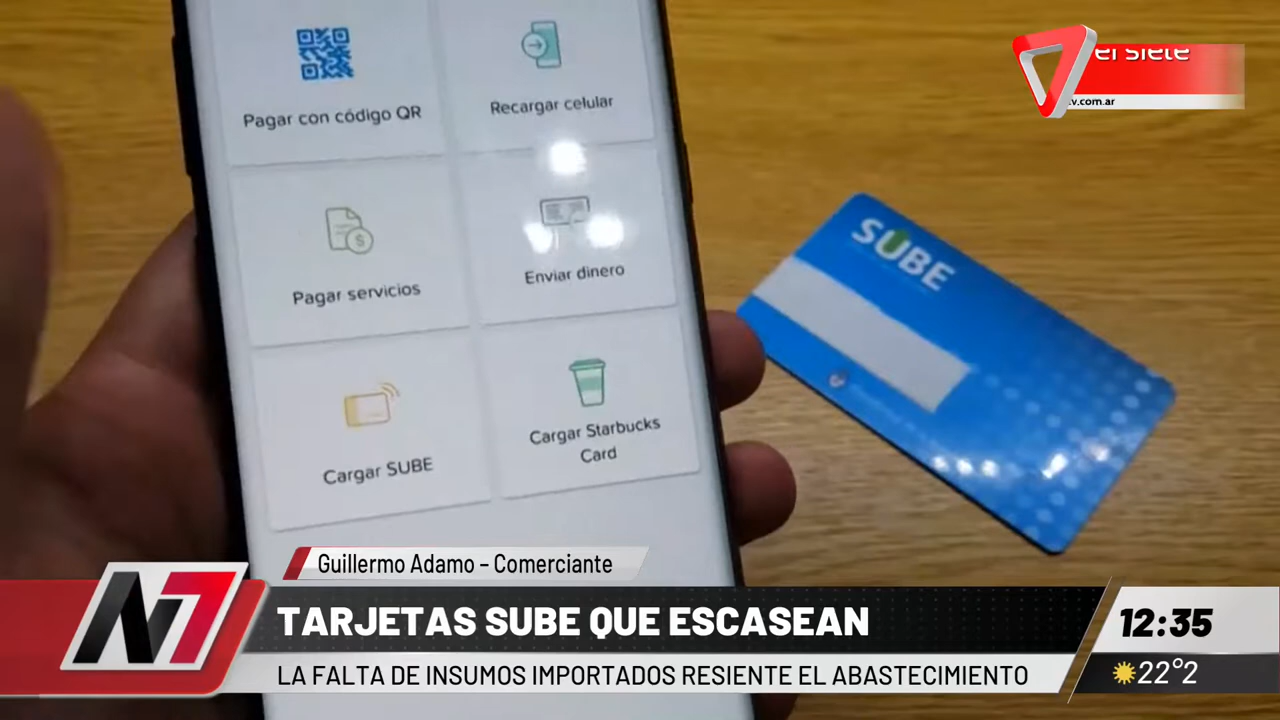 Pagar con código QR
Recargar celular
Pagar servicios
Enviar dinero
Cargar SUBE
Cargar Starbucks
Card
SUBE
el siete
tv.com.ar
Guillermo Adamo – Comerciante
N7
TARJETAS SUBE QUE ESCASEAN
LA FALTA DE INSUMOS IMPORTADOS RESIENTE EL ABASTECIMIENTO
12:35
22°2